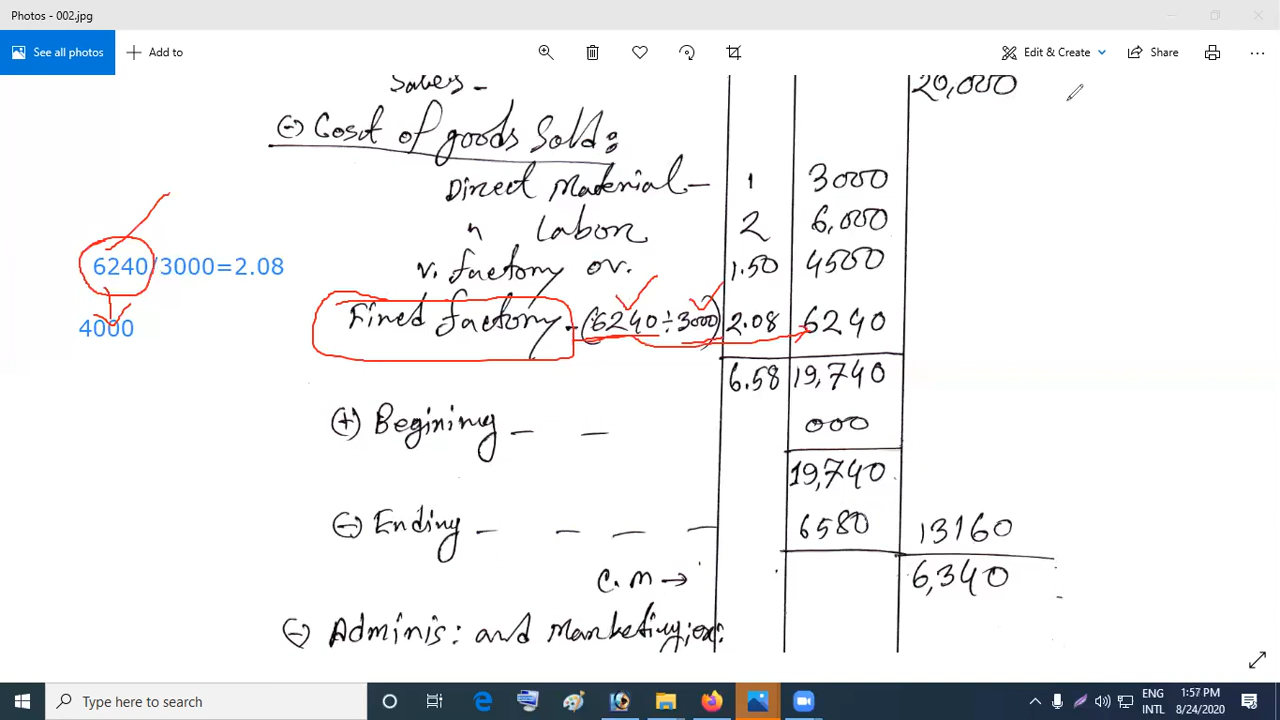 Photos - 002.jpg
See all photos
Add to
Edit & Create
Share
Sales - 20,000
(-) Cost of goods Sold:
Direct Material - 1 3000
" Labor 2 6,000
v. factory ov. 1.50 4500
Fixed factory - (6240 ÷ 3000) 2.08 6240
6240/3000=2.08
4000
6.58 19,740
(+) Begining - - 000
19,740
(-) Ending - - - - 6580 13160
C.M → 6,340
(-) Adminis: and Marketing, ex:
Type here to search
ENG
INTL
1:57 PM
8/24/2020